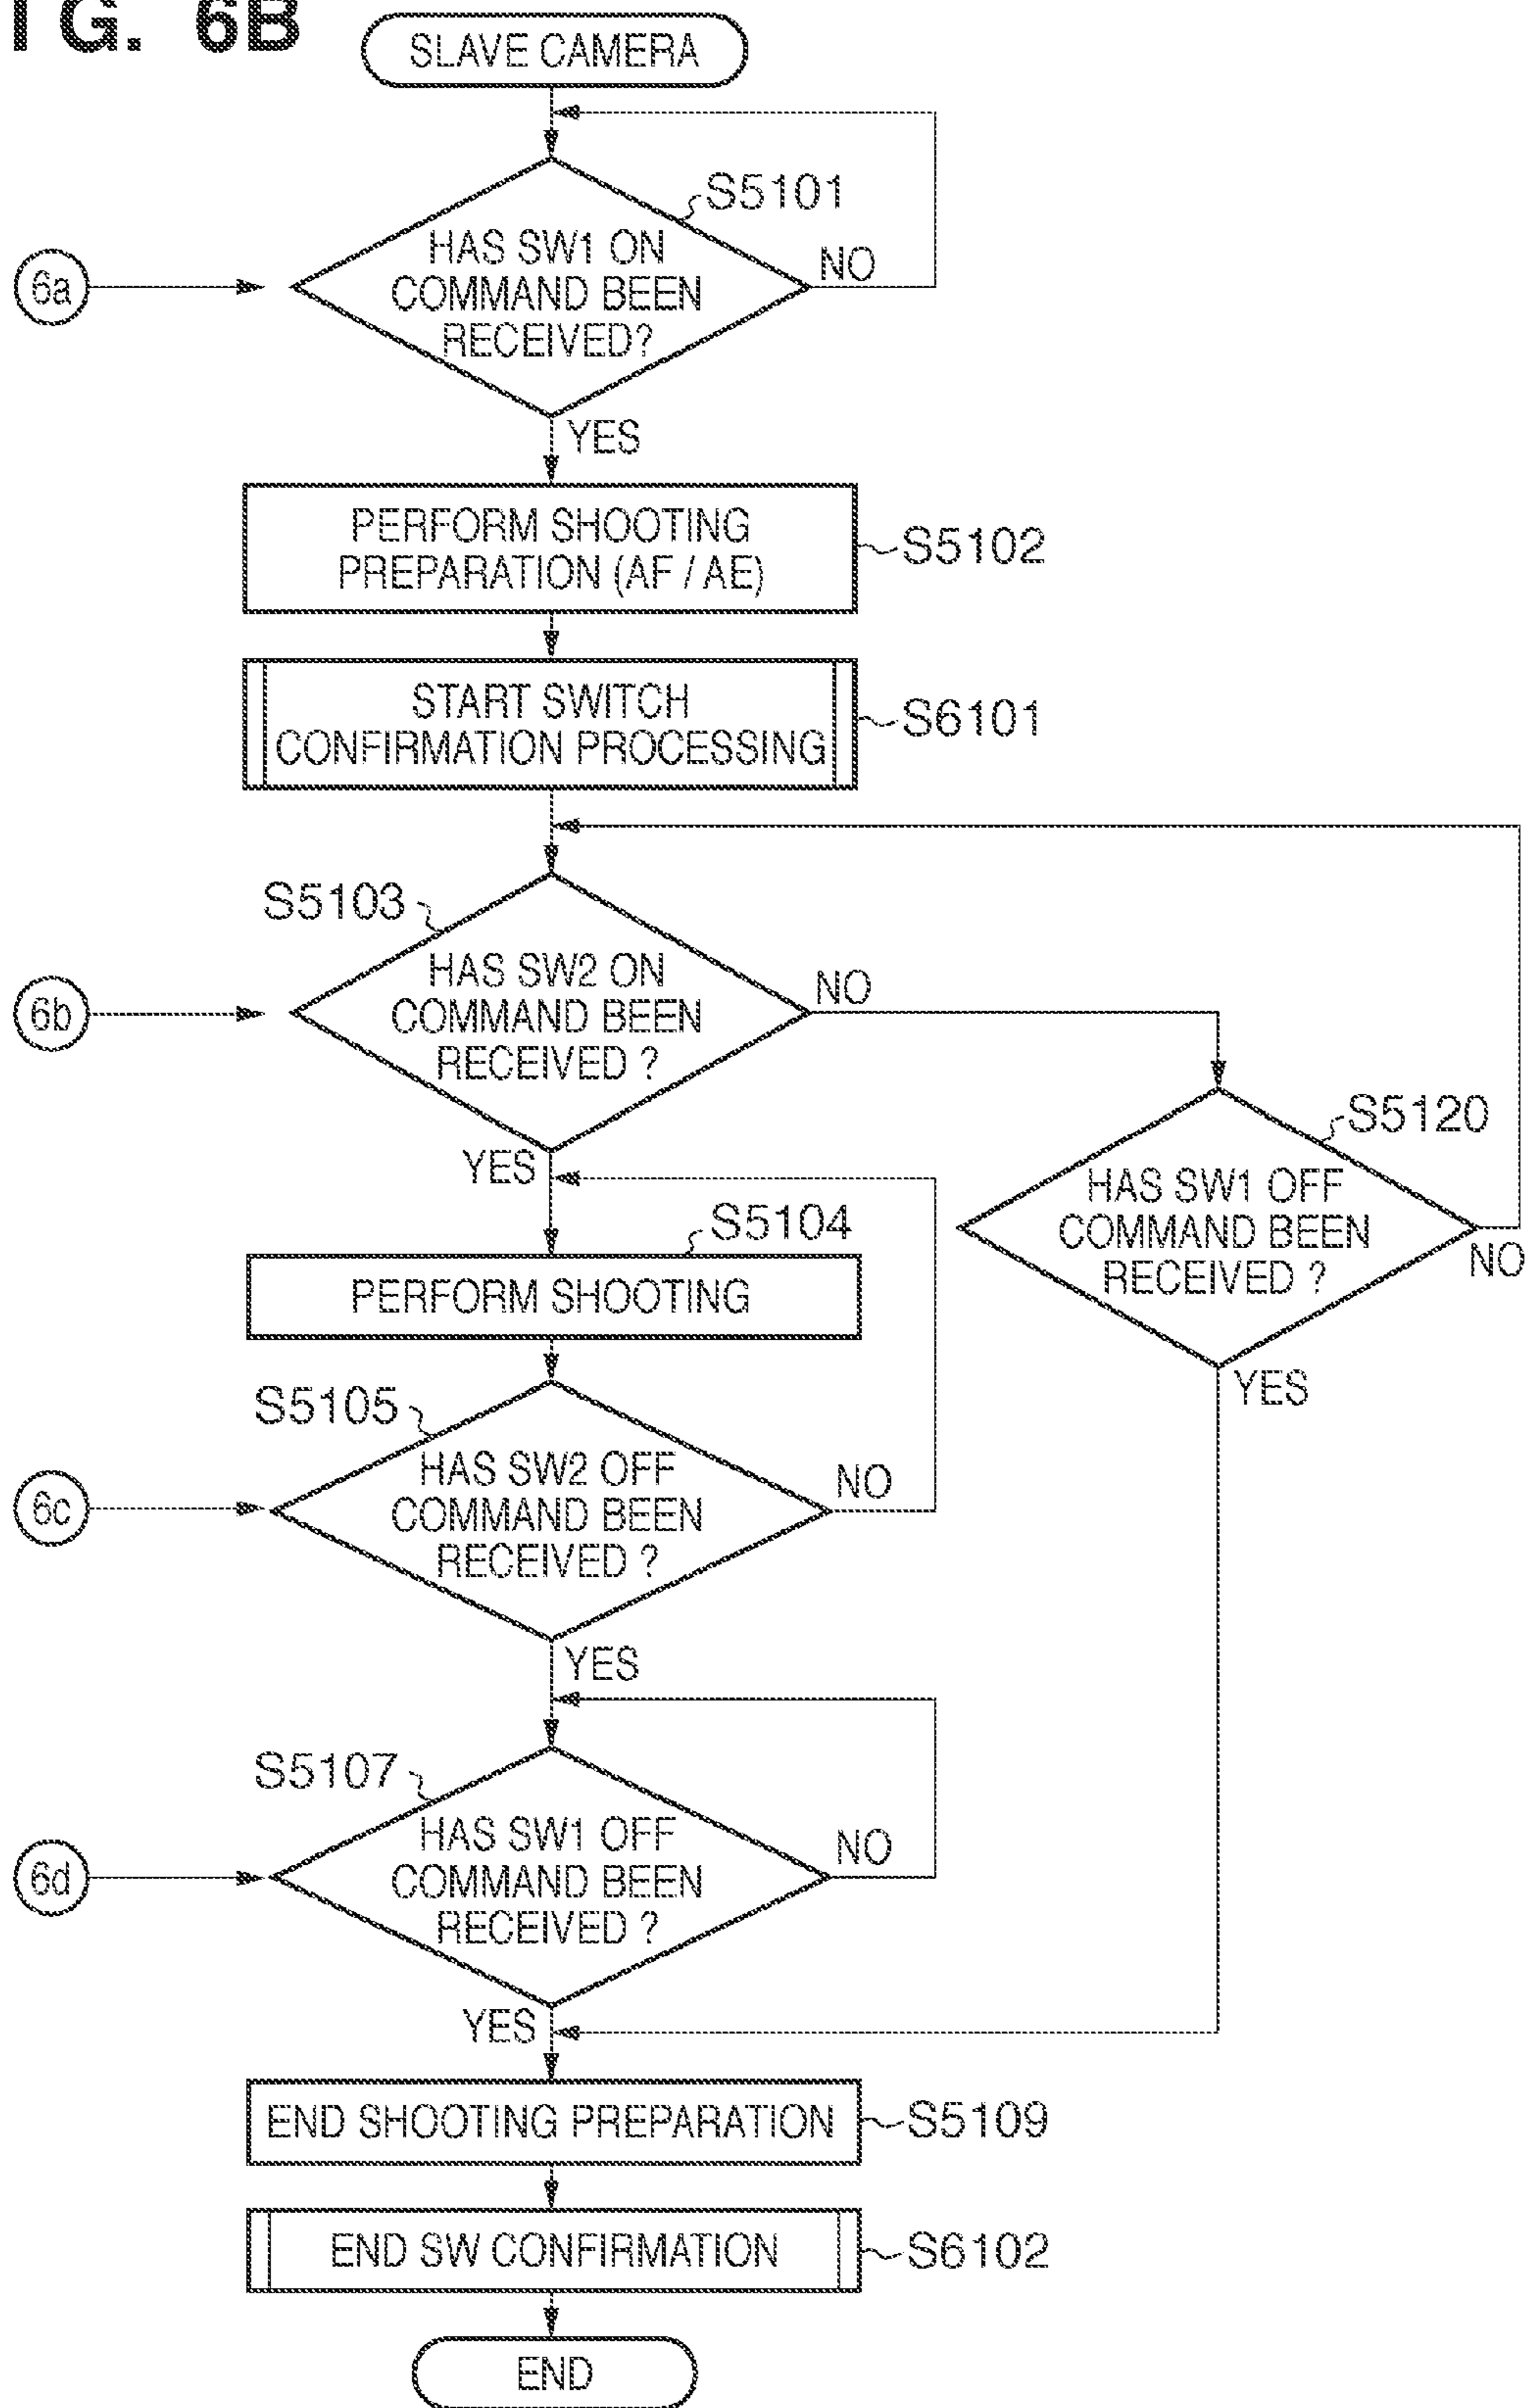 FIG. 6B
SLAVE CAMERA
S5101
HAS SW1 ON
COMMAND BEEN
RECEIVED?
NO
6a
YES
PERFORM SHOOTING
PREPARATION (AF / AE)
S5102
START SWITCH
CONFIRMATION PROCESSING
S6101
S5103
HAS SW2 ON
COMMAND BEEN
RECEIVED ?
NO
6b
YES
S5120
HAS SW1 OFF
COMMAND BEEN
RECEIVED ?
NO
YES
S5104
PERFORM SHOOTING
S5105
HAS SW2 OFF
COMMAND BEEN
RECEIVED ?
NO
6c
YES
S5107
HAS SW1 OFF
COMMAND BEEN
RECEIVED ?
NO
6d
YES
END SHOOTING PREPARATION
S5109
END SW CONFIRMATION
S6102
END